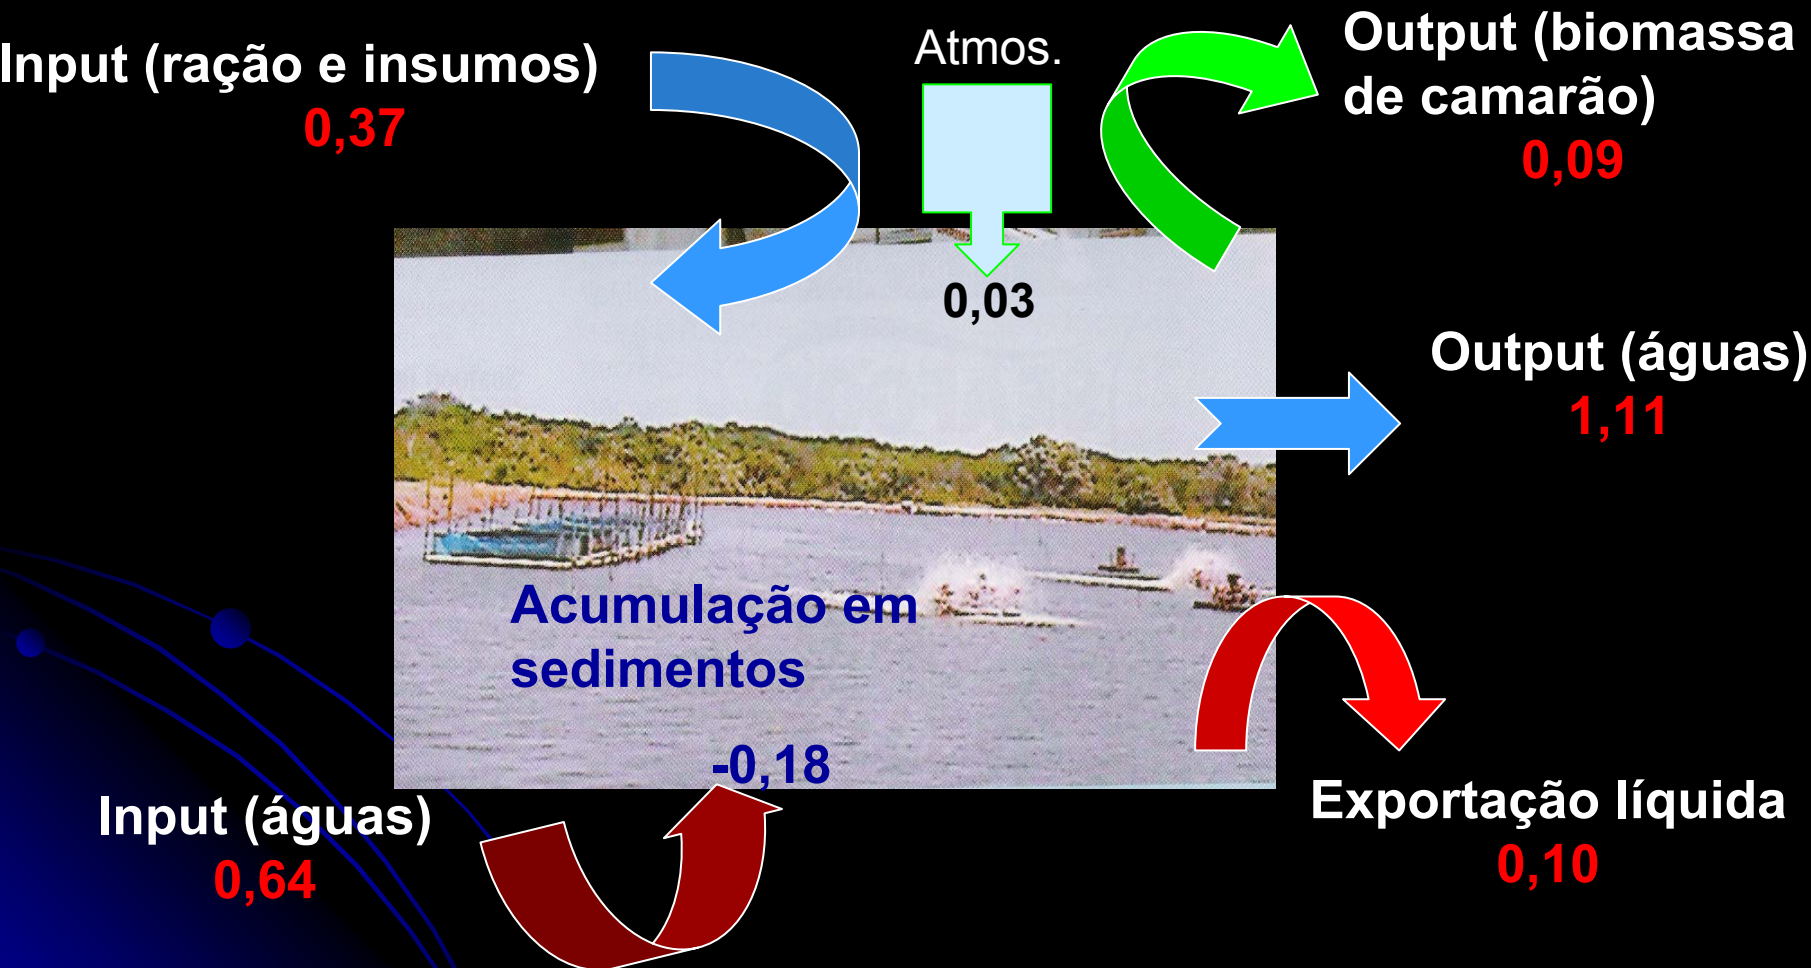 Input (ração e insumos)
0,37
Atmos.
0,03
Output (biomassa
de camarão)
0,09
Output (águas)
1,11
Acumulação em
sedimentos
-0,18
Input (águas)
0,64
Exportação líquida
0,10